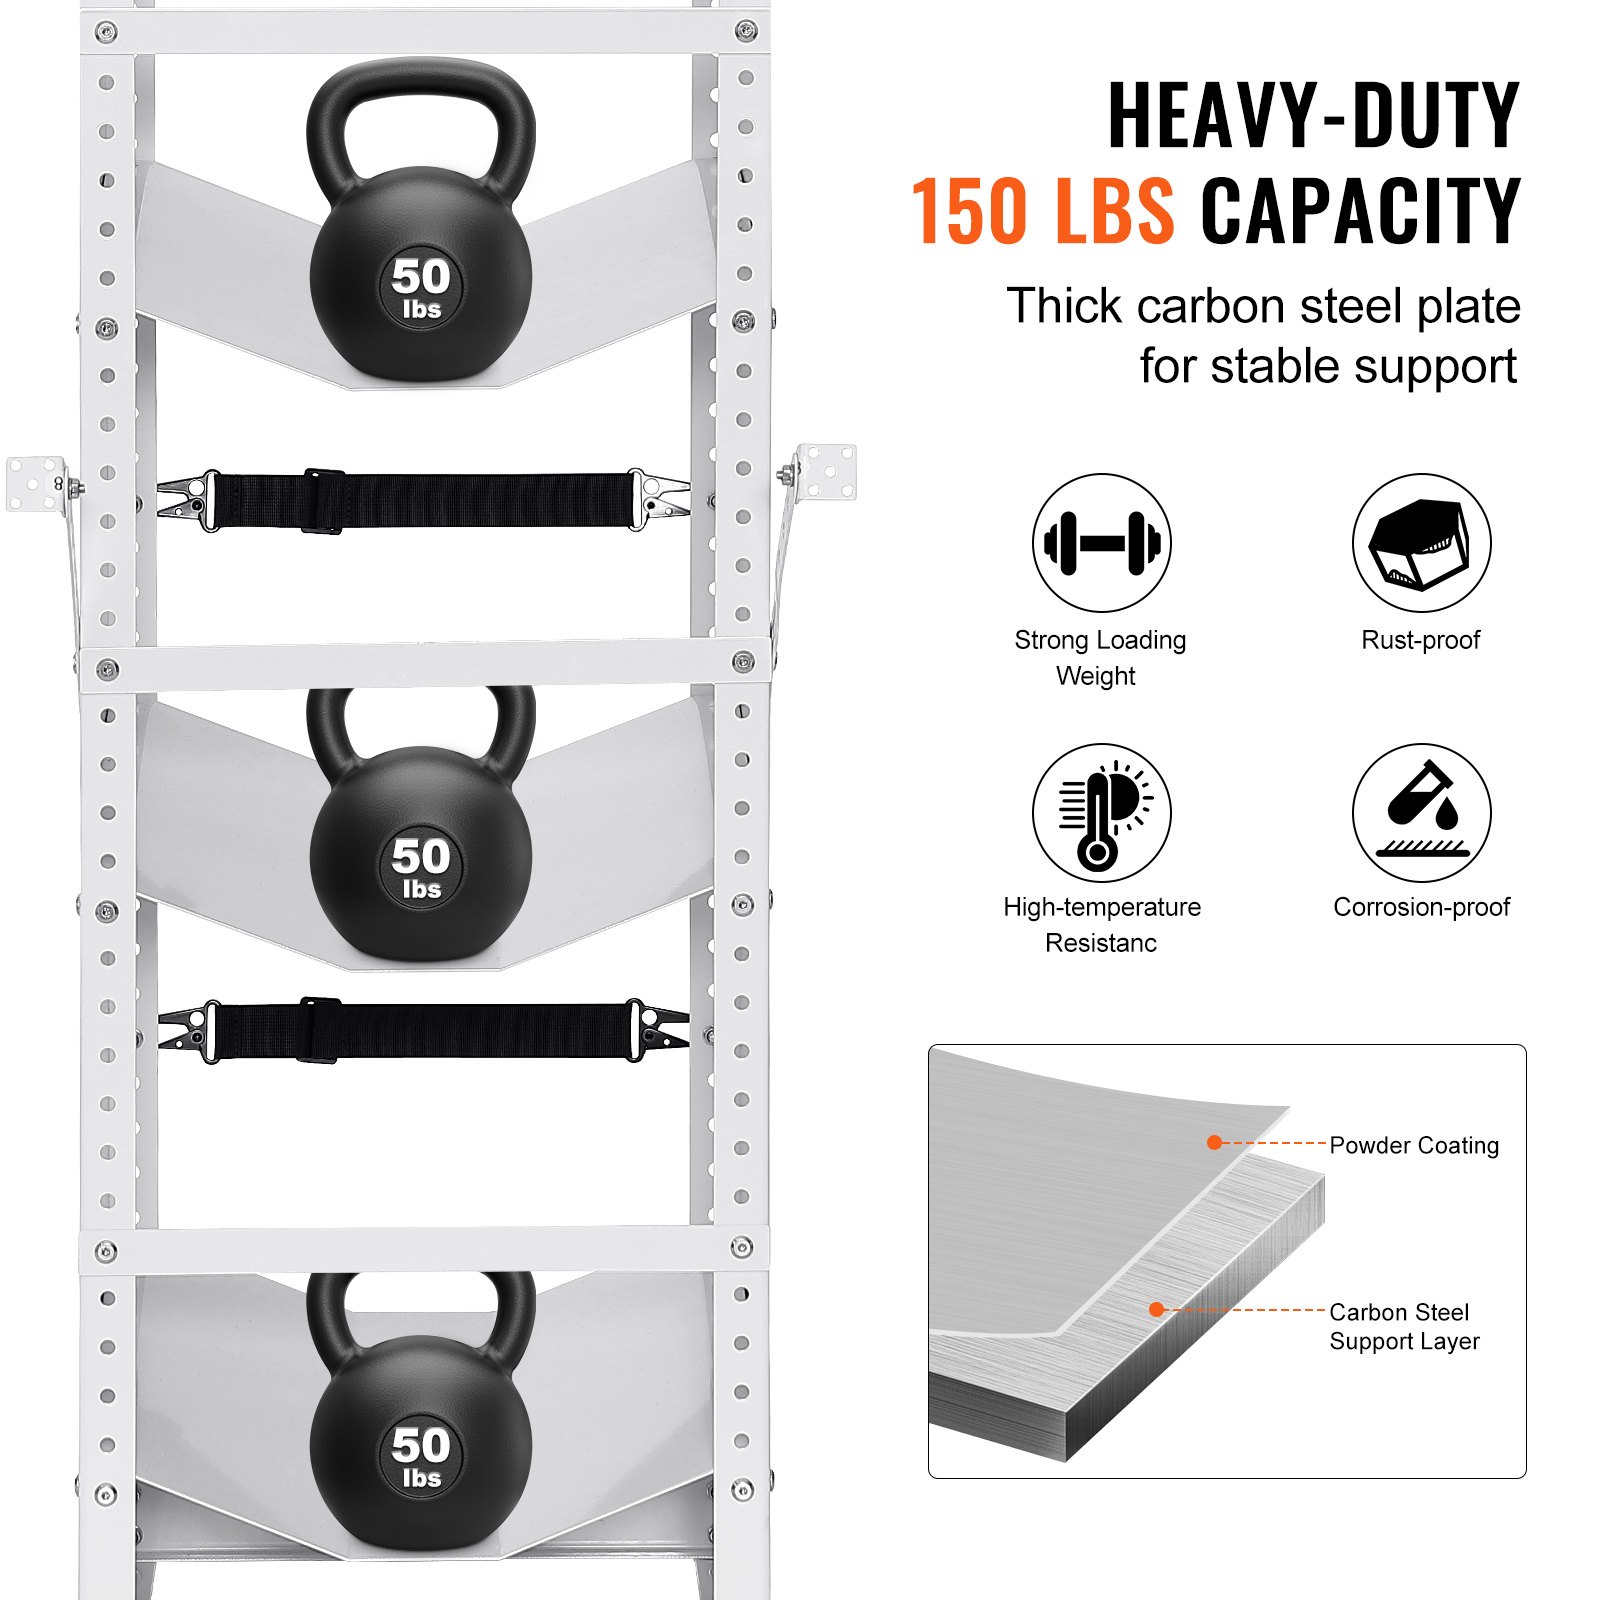 HEAVY-DUTY
150 LBS CAPACITY
Thick carbon steel plate
for stable support
50
lbs
Strong Loading
Weight
Rust-proof
50
lbs
High-temperature
Resistanc
Corrosion-proof
Powder Coating
Carbon Steel
Support Layer
50
lbs